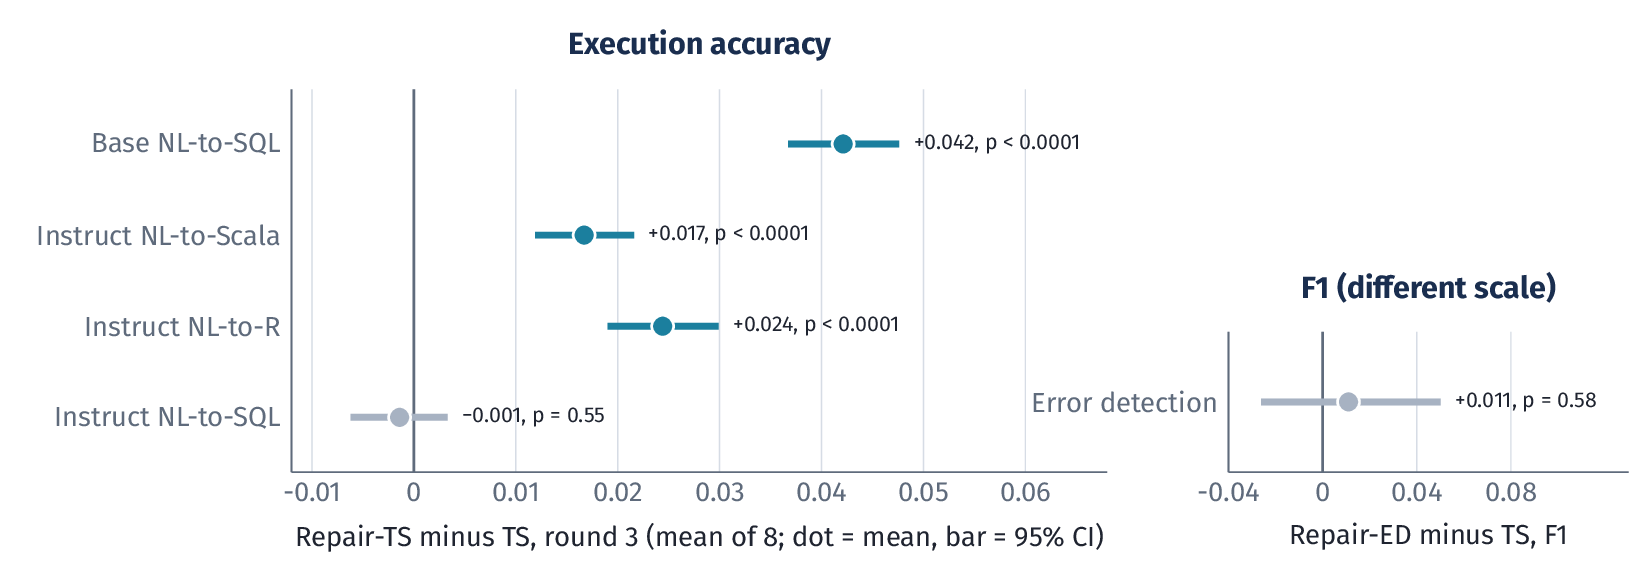 Execution accuracy
Base NL-to-SQL
+0.042, p < 0.0001
Instruct NL-to-Scala
+0.017, p < 0.0001
Instruct NL-to-R
+0.024, p < 0.0001
Instruct NL-to-SQL
−0.001, p = 0.55
-0.01 0 0.01 0.02 0.03 0.04 0.05 0.06
Repair-TS minus TS, round 3 (mean of 8; dot = mean, bar = 95% CI)
F1 (different scale)
Error detection
+0.011, p = 0.58
-0.04 0 0.04 0.08
Repair-ED minus TS, F1